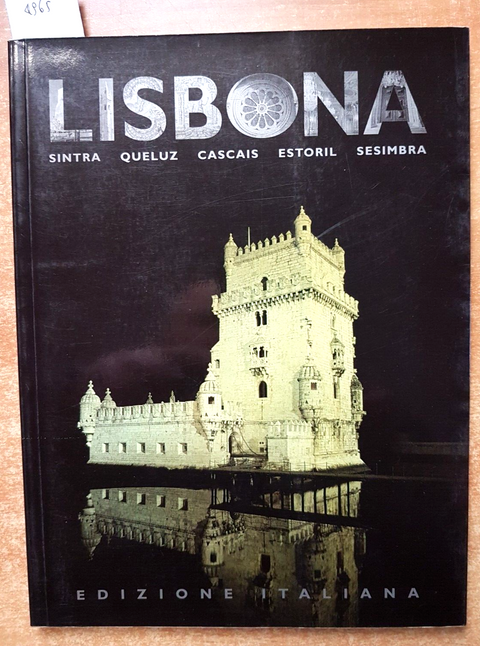 4965
LISBONA
SINTRA QUELUZ CASCAIS ESTORIL SESIMBRA
EDIZIONE ITALIANA